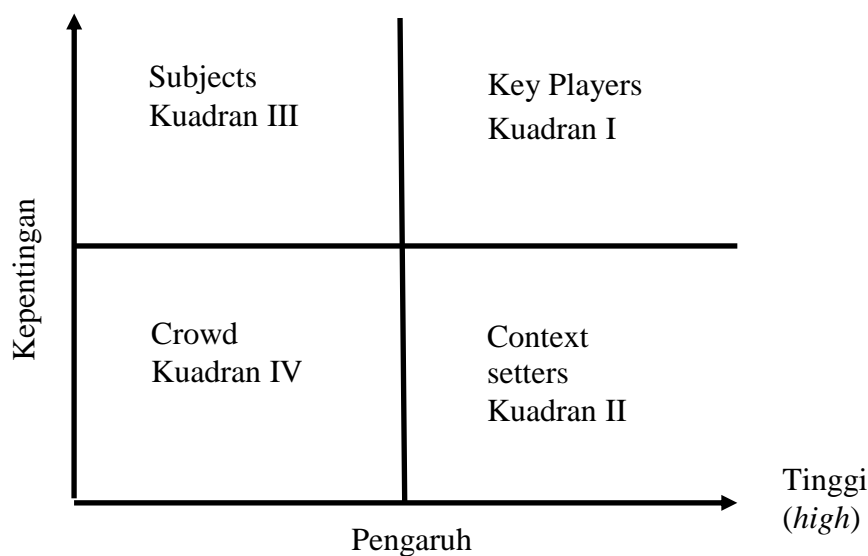 Subjects
Kuadran III
Key Players
Kuadran I
Kepentingan
Crowd
Kuadran IV
Context
setters
Kuadran II
Tinggi
(high)
Pengaruh